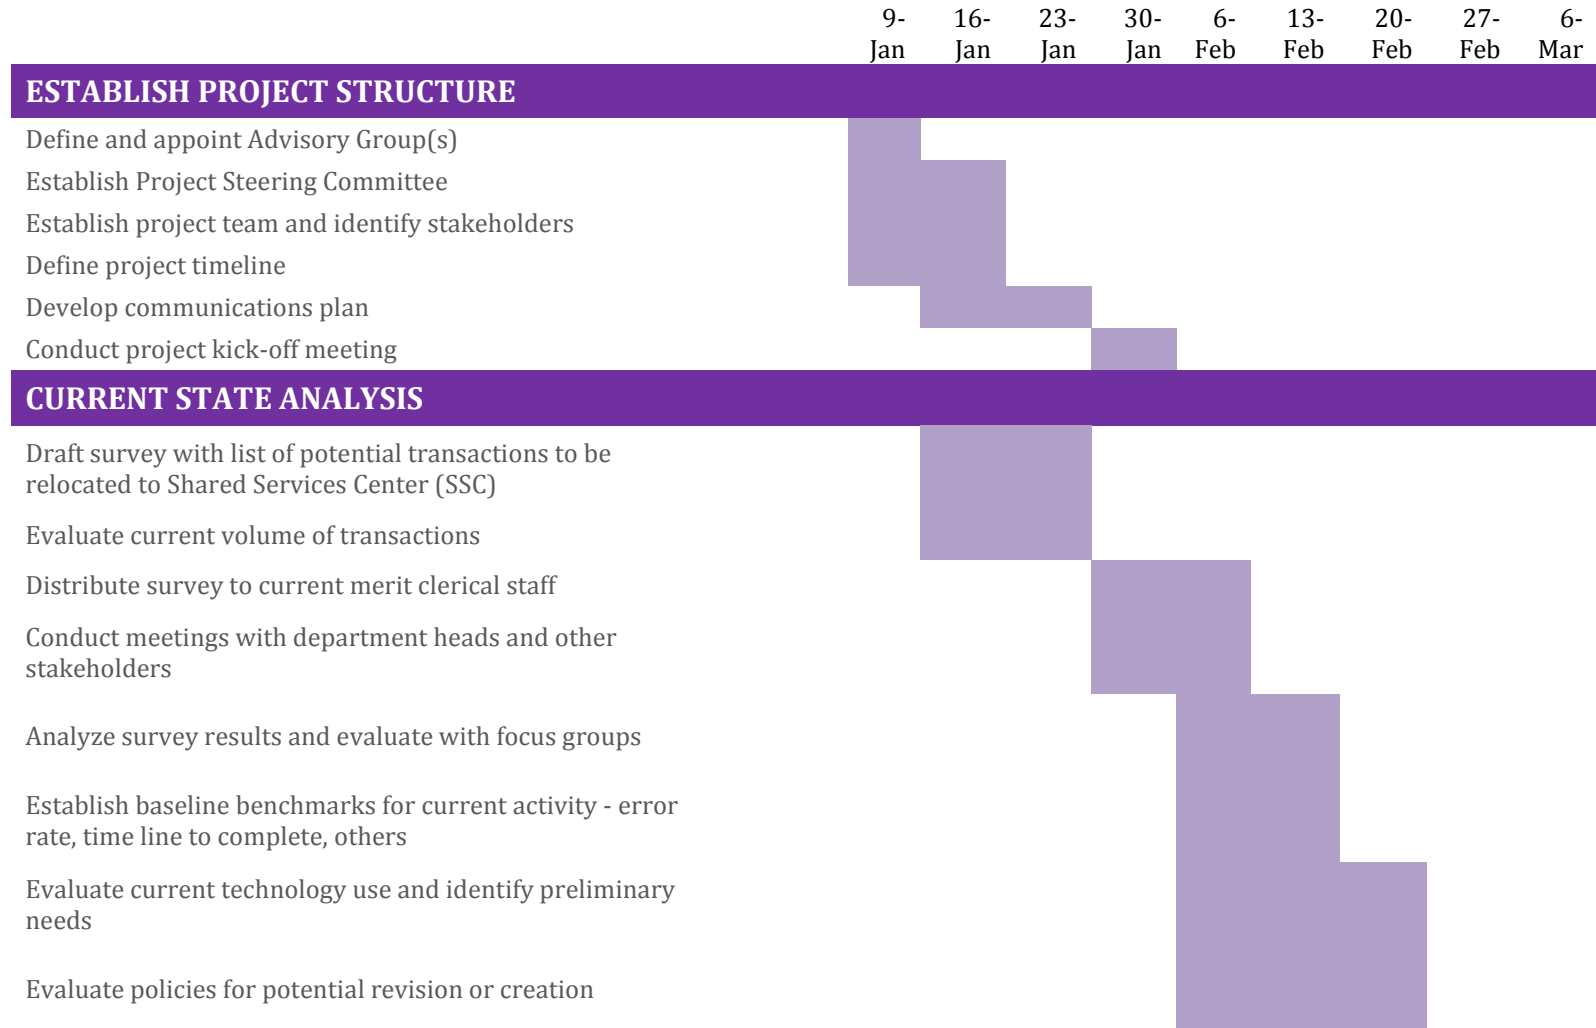 9- 16- 23- 30- 6- 13- 20- 27- 6-
Jan Jan Jan Jan Feb Feb Feb Feb Mar
ESTABLISH PROJECT STRUCTURE
Define and appoint Advisory Group(s)
Establish Project Steering Committee
Establish project team and identify stakeholders
Define project timeline
Develop communications plan
Conduct project kick-off meeting
CURRENT STATE ANALYSIS
Draft survey with list of potential transactions to be
relocated to Shared Services Center (SSC)
Evaluate current volume of transactions
Distribute survey to current merit clerical staff
Conduct meetings with department heads and other
stakeholders
Analyze survey results and evaluate with focus groups
Establish baseline benchmarks for current activity - error
rate, time line to complete, others
Evaluate current technology use and identify preliminary
needs
Evaluate policies for potential revision or creation